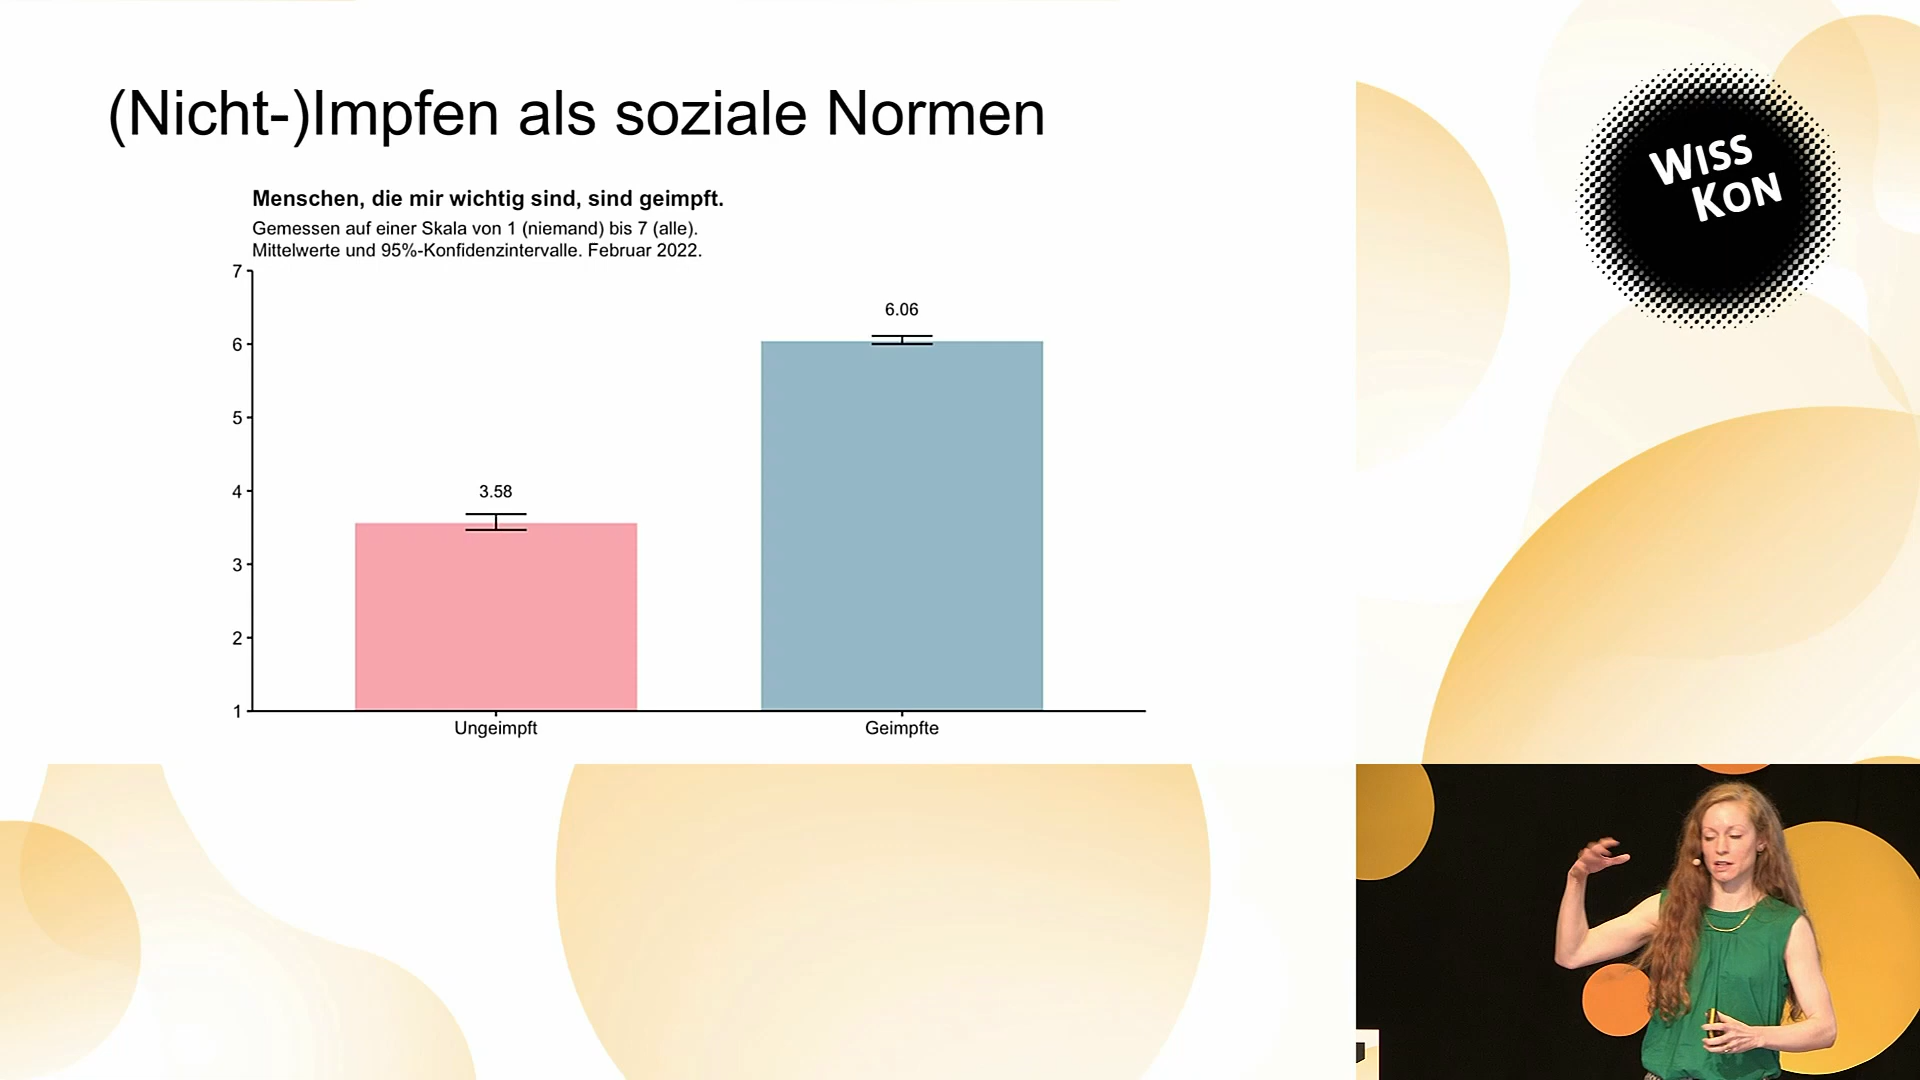 (Nicht-)Impfen als soziale Normen
Menschen, die mir wichtig sind, sind geimpft.
Gemessen auf einer Skala von 1 (niemand) bis 7 (alle).
Mittelwerte und 95%-Konfidenzintervalle. Februar 2022.
7
6
5
4
3
2
1
3.58
6.06
Ungeimpft
Geimpfte
WISS
KON